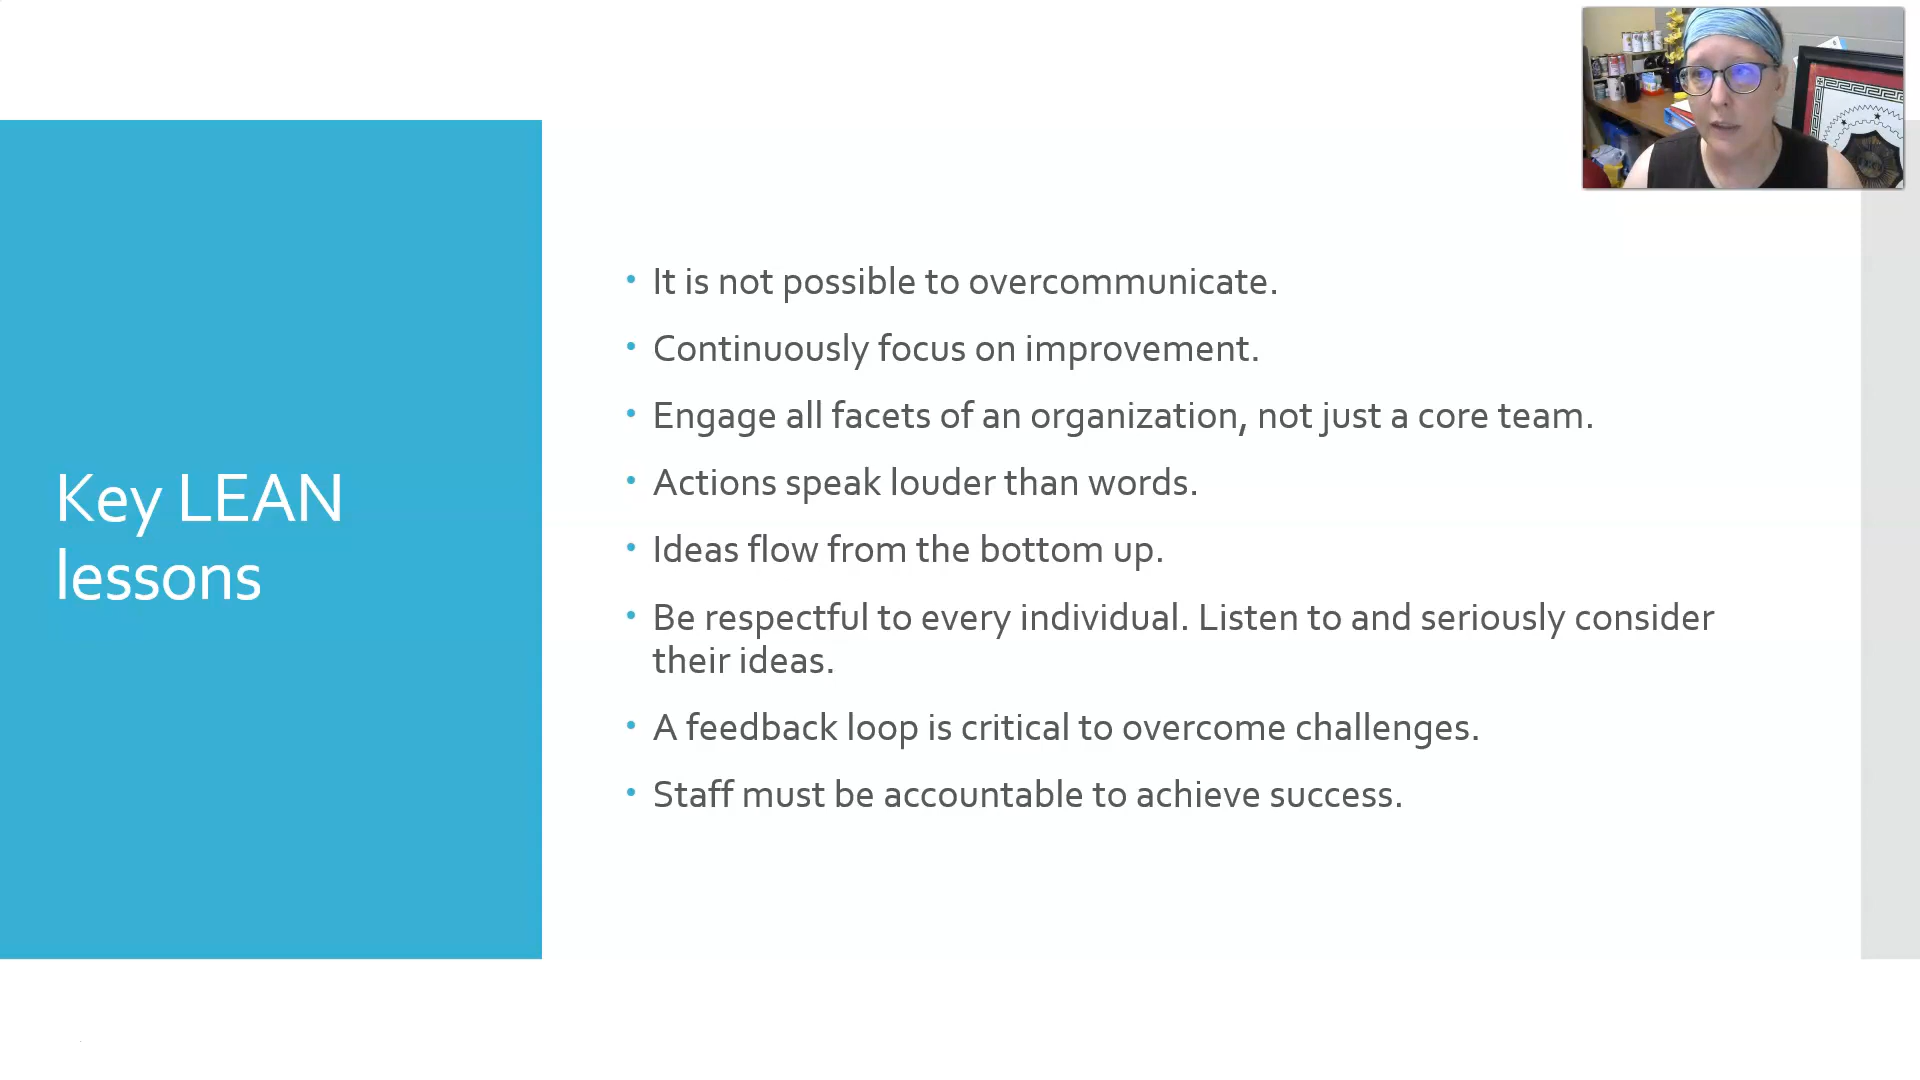 Key LEAN
lessons
• It is not possible to overcommunicate.
• Continuously focus on improvement.
• Engage all facets of an organization, not just a core team.
• Actions speak louder than words.
• Ideas flow from the bottom up.
• Be respectful to every individual. Listen to and seriously consider
their ideas.
• A feedback loop is critical to overcome challenges.
• Staff must be accountable to achieve success.